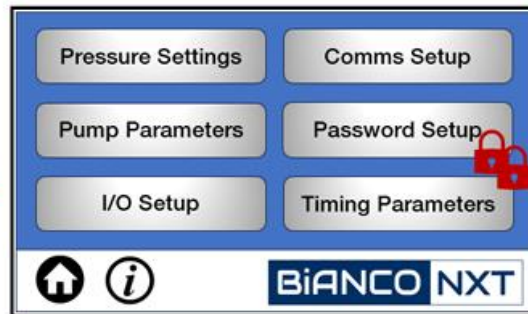 Pressure Settings
Comms Setup
Pump Parameters
Password Setup
I/O Setup
Timing Parameters
i
BiANCO NXT